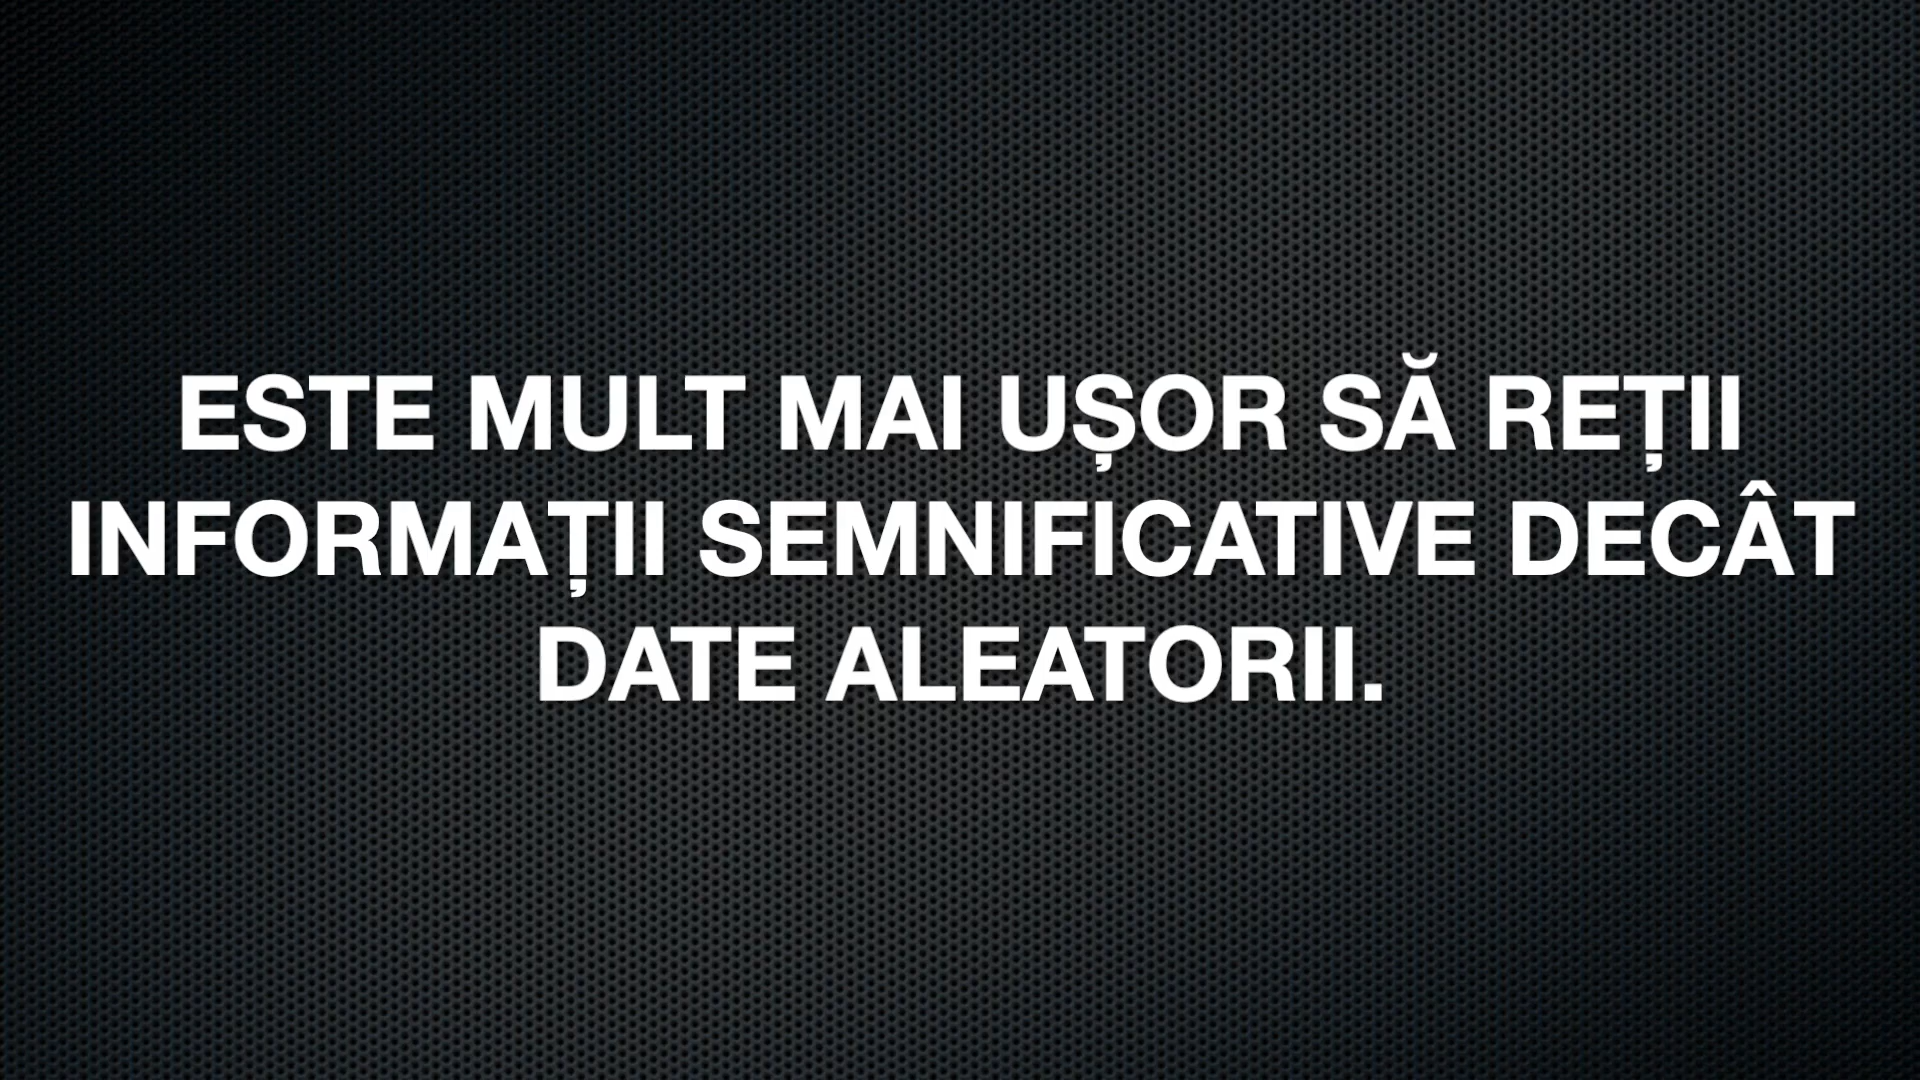 ESTE MULT MAI UȘOR SĂ REȚII
INFORMAȚII SEMNIFICATIVE DECÂT
DATE ALEATORII.